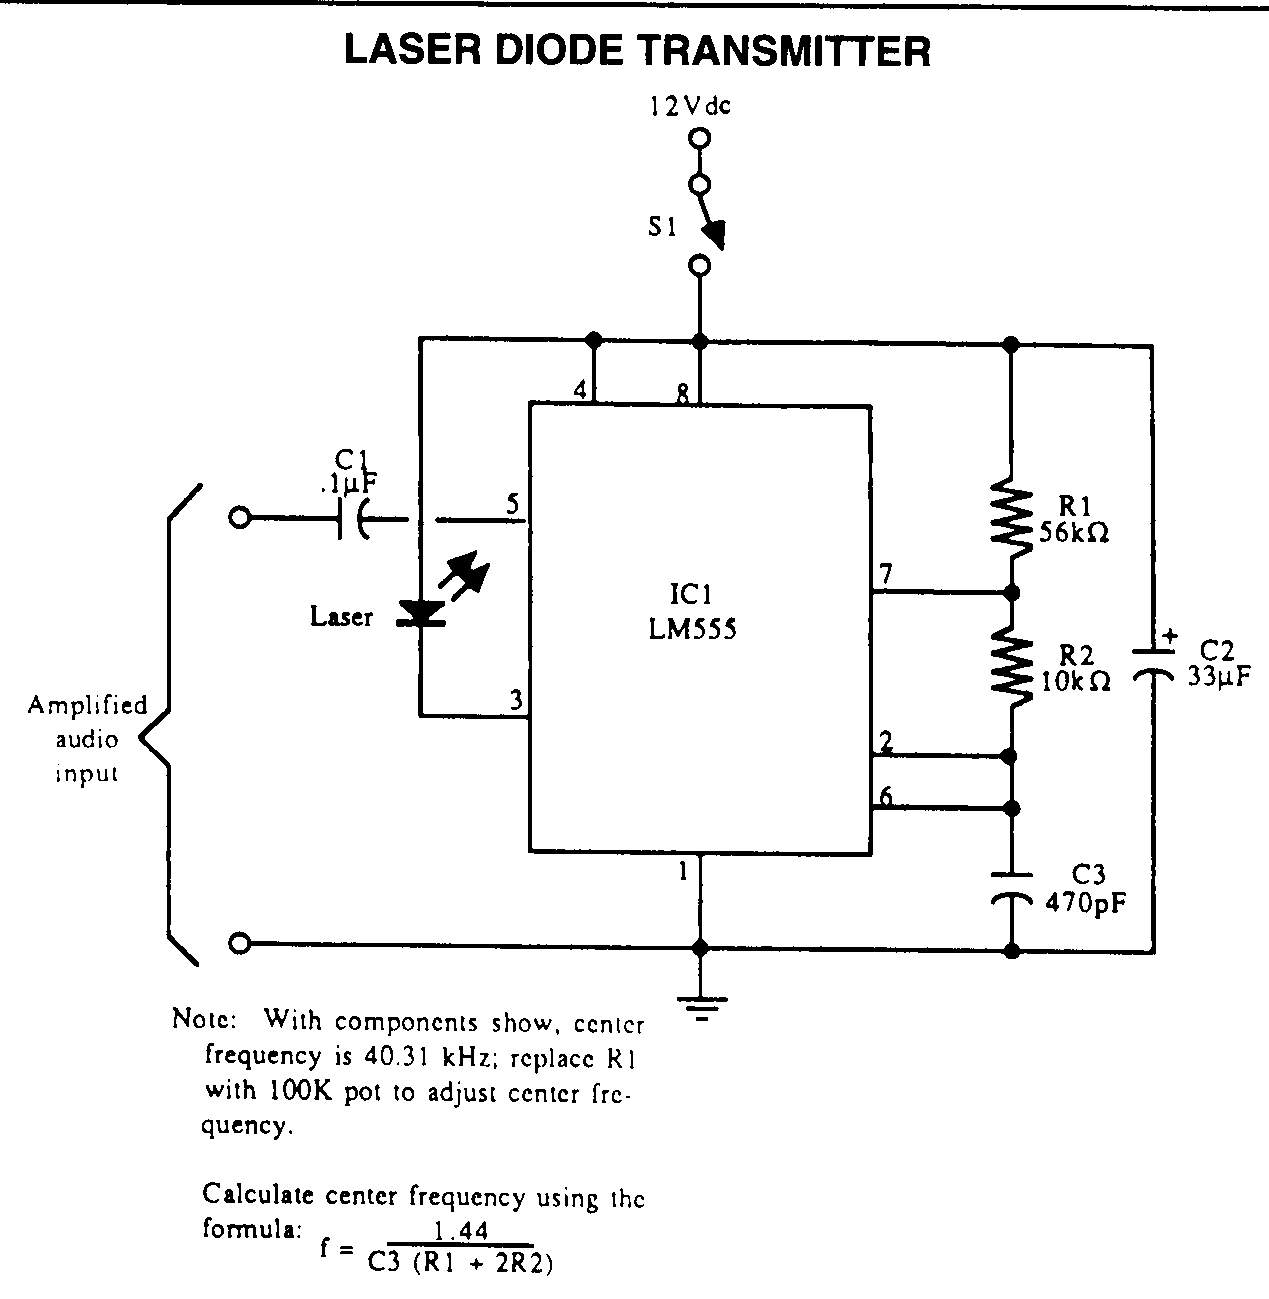 LASER DIODE TRANSMITTER
12Vdc
S1
4
8
C1
.1µF
5
R1
56kΩ
7
IC1
LM555
Laser
R2
10kΩ
+
C2
33µF
3
Amplified
audio
input
2
6
1
C3
470pF
Note: With components show, center
frequency is 40.31 kHz; replace R1
with 100K pot to adjust center fre-
quency.
Calculate center frequency using the
formula:
f = 1.44
C3 (R1 + 2R2)